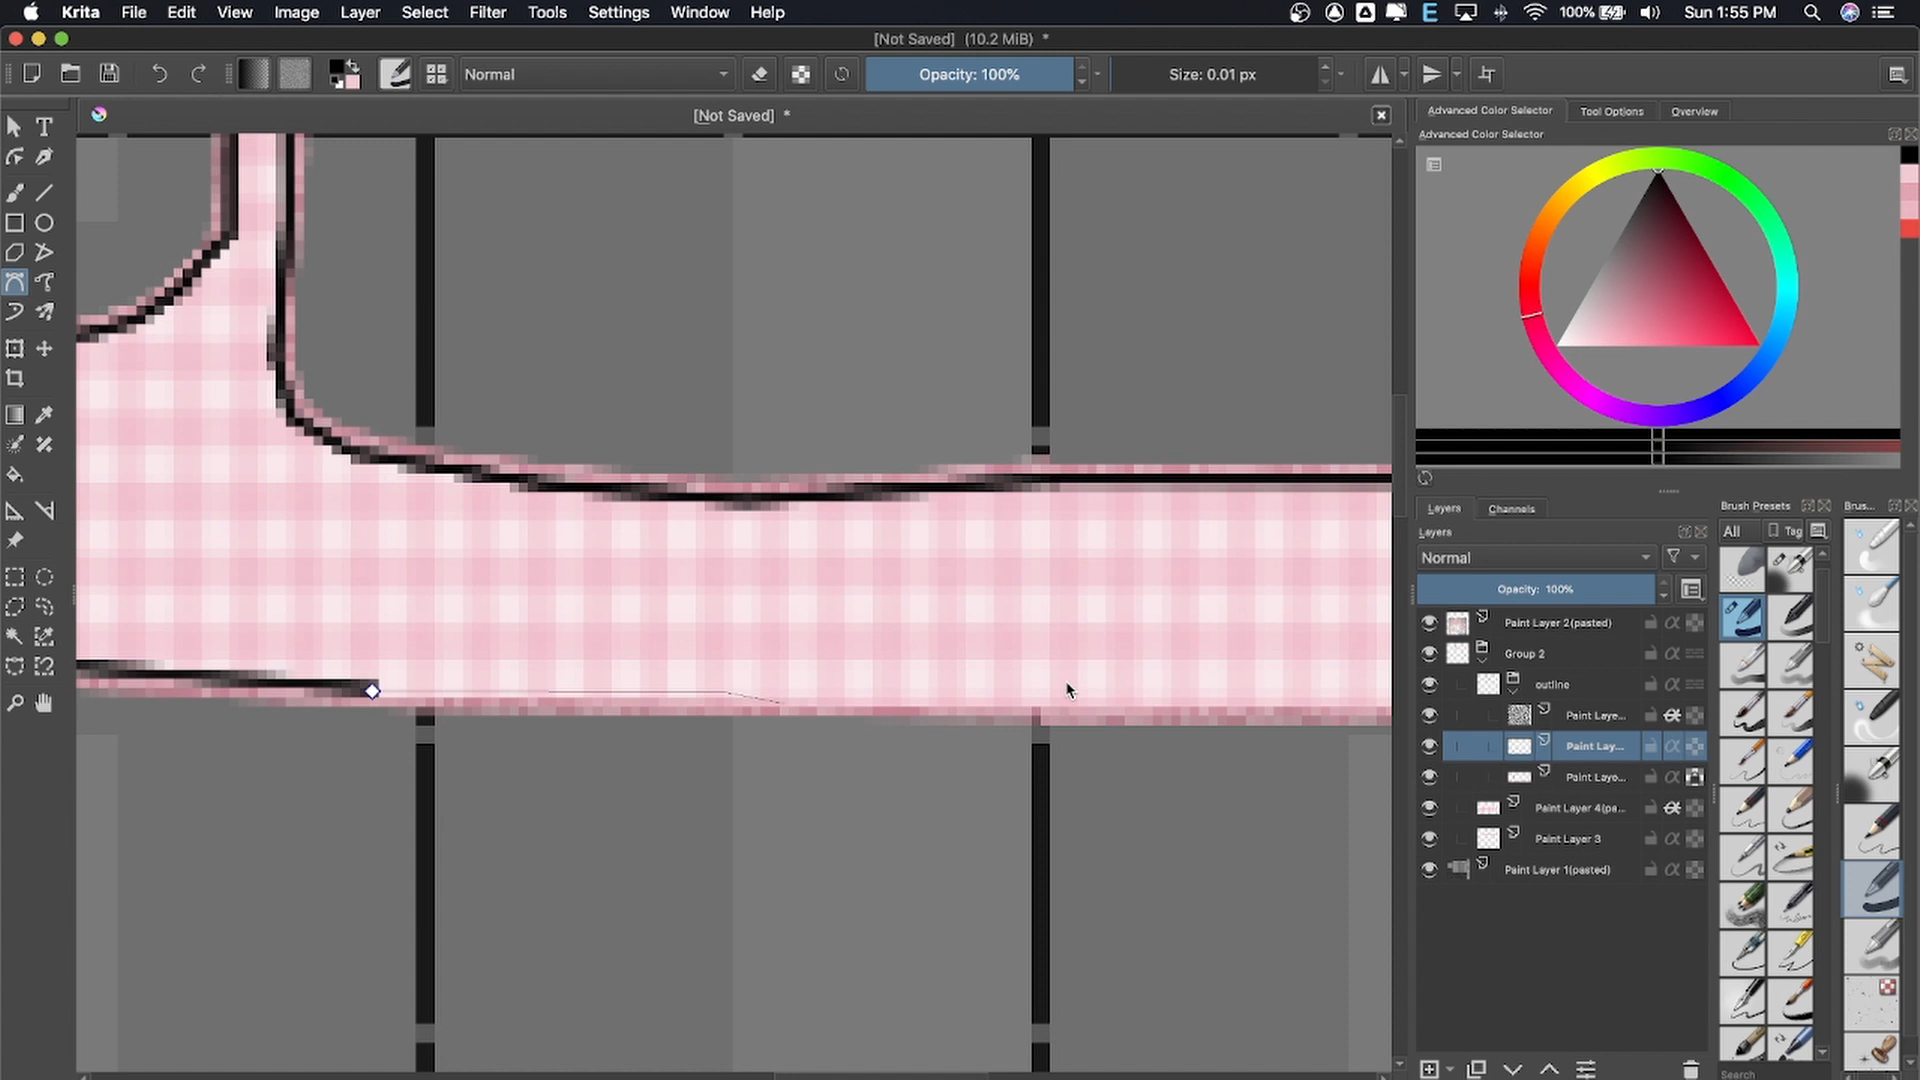 Krita File Edit View Image Layer Select Filter Tools Settings Window Help 100% Sun 1:55 PM
[Not Saved] (10.2 MiB) *
Normal Opacity: 100% Size: 0.01 px
[Not Saved] *
Advanced Color Selector Tool Options Overview
Advanced Color Selector
Layers Channels Brush Presets Brus...
Layers All Tag
Normal
Opacity: 100%
Paint Layer 2(pasted)
Group 2
outline
Paint Laye...
Paint Lay...
Paint Laye...
Paint Layer 4(pa...
Paint Layer 3
Paint Layer 1(pasted)
Search